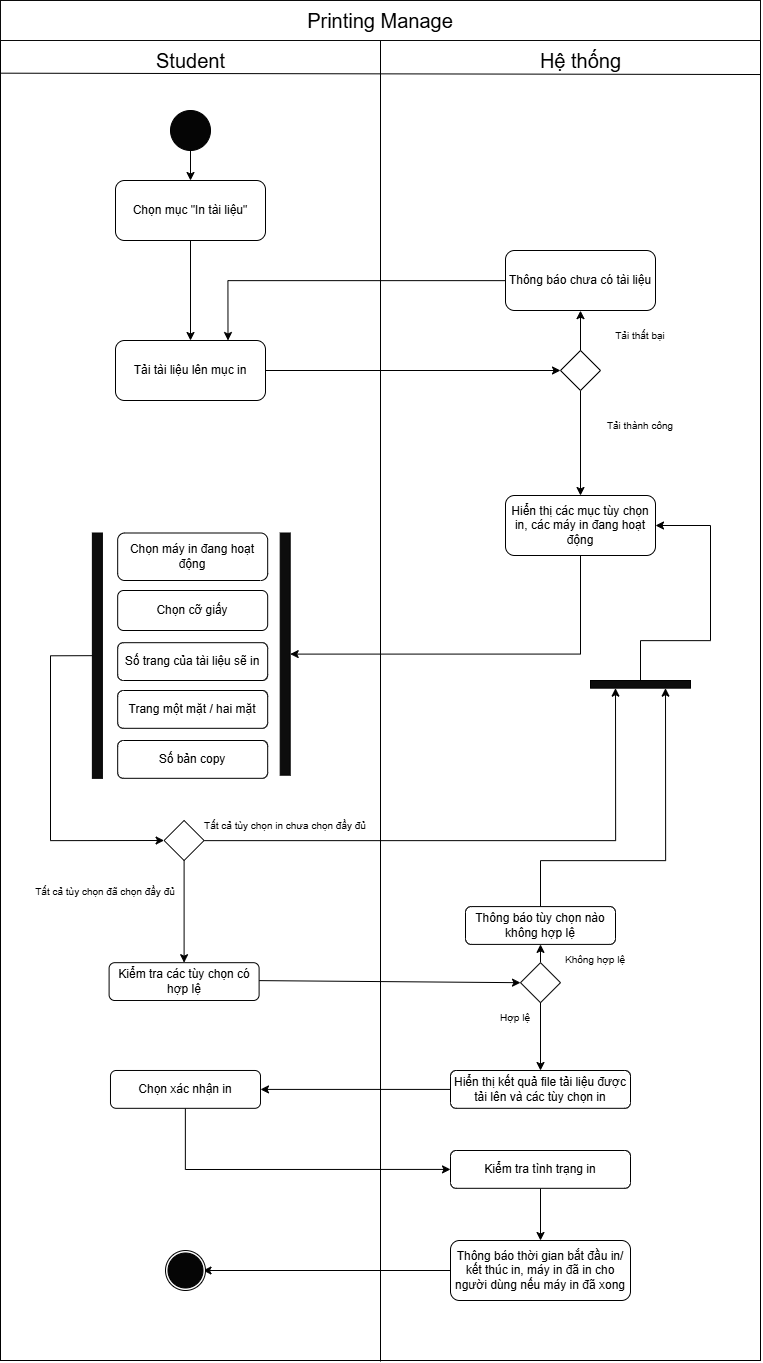 Printing Manage
Student
Hệ thống
Chọn mục "In tài liệu"
Thông báo chưa có tài liệu
Tải thất bại
Tải tài liệu lên mục in
Tải thành công
Hiển thị các mục tùy chọn
in, các máy in đang hoạt
động
Chọn máy in đang hoạt
động
Chọn cỡ giấy
Số trang của tài liệu sẽ in
Trang một mặt / hai mặt
Số bản copy
Tất cả tùy chọn in chưa chọn đầy đủ
Tất cả tùy chọn đã chọn đầy đủ
Thông báo tùy chọn nào
không hợp lệ
Không hợp lệ
Kiểm tra các tùy chọn có
hợp lệ
Hợp lệ
Hiển thị kết quả file tài liệu được
tải lên và các tùy chọn in
Chọn xác nhận in
Kiểm tra tình trạng in
Thông báo thời gian bắt đầu in/
kết thúc in, máy in đã in cho
người dùng nếu máy in đã xong